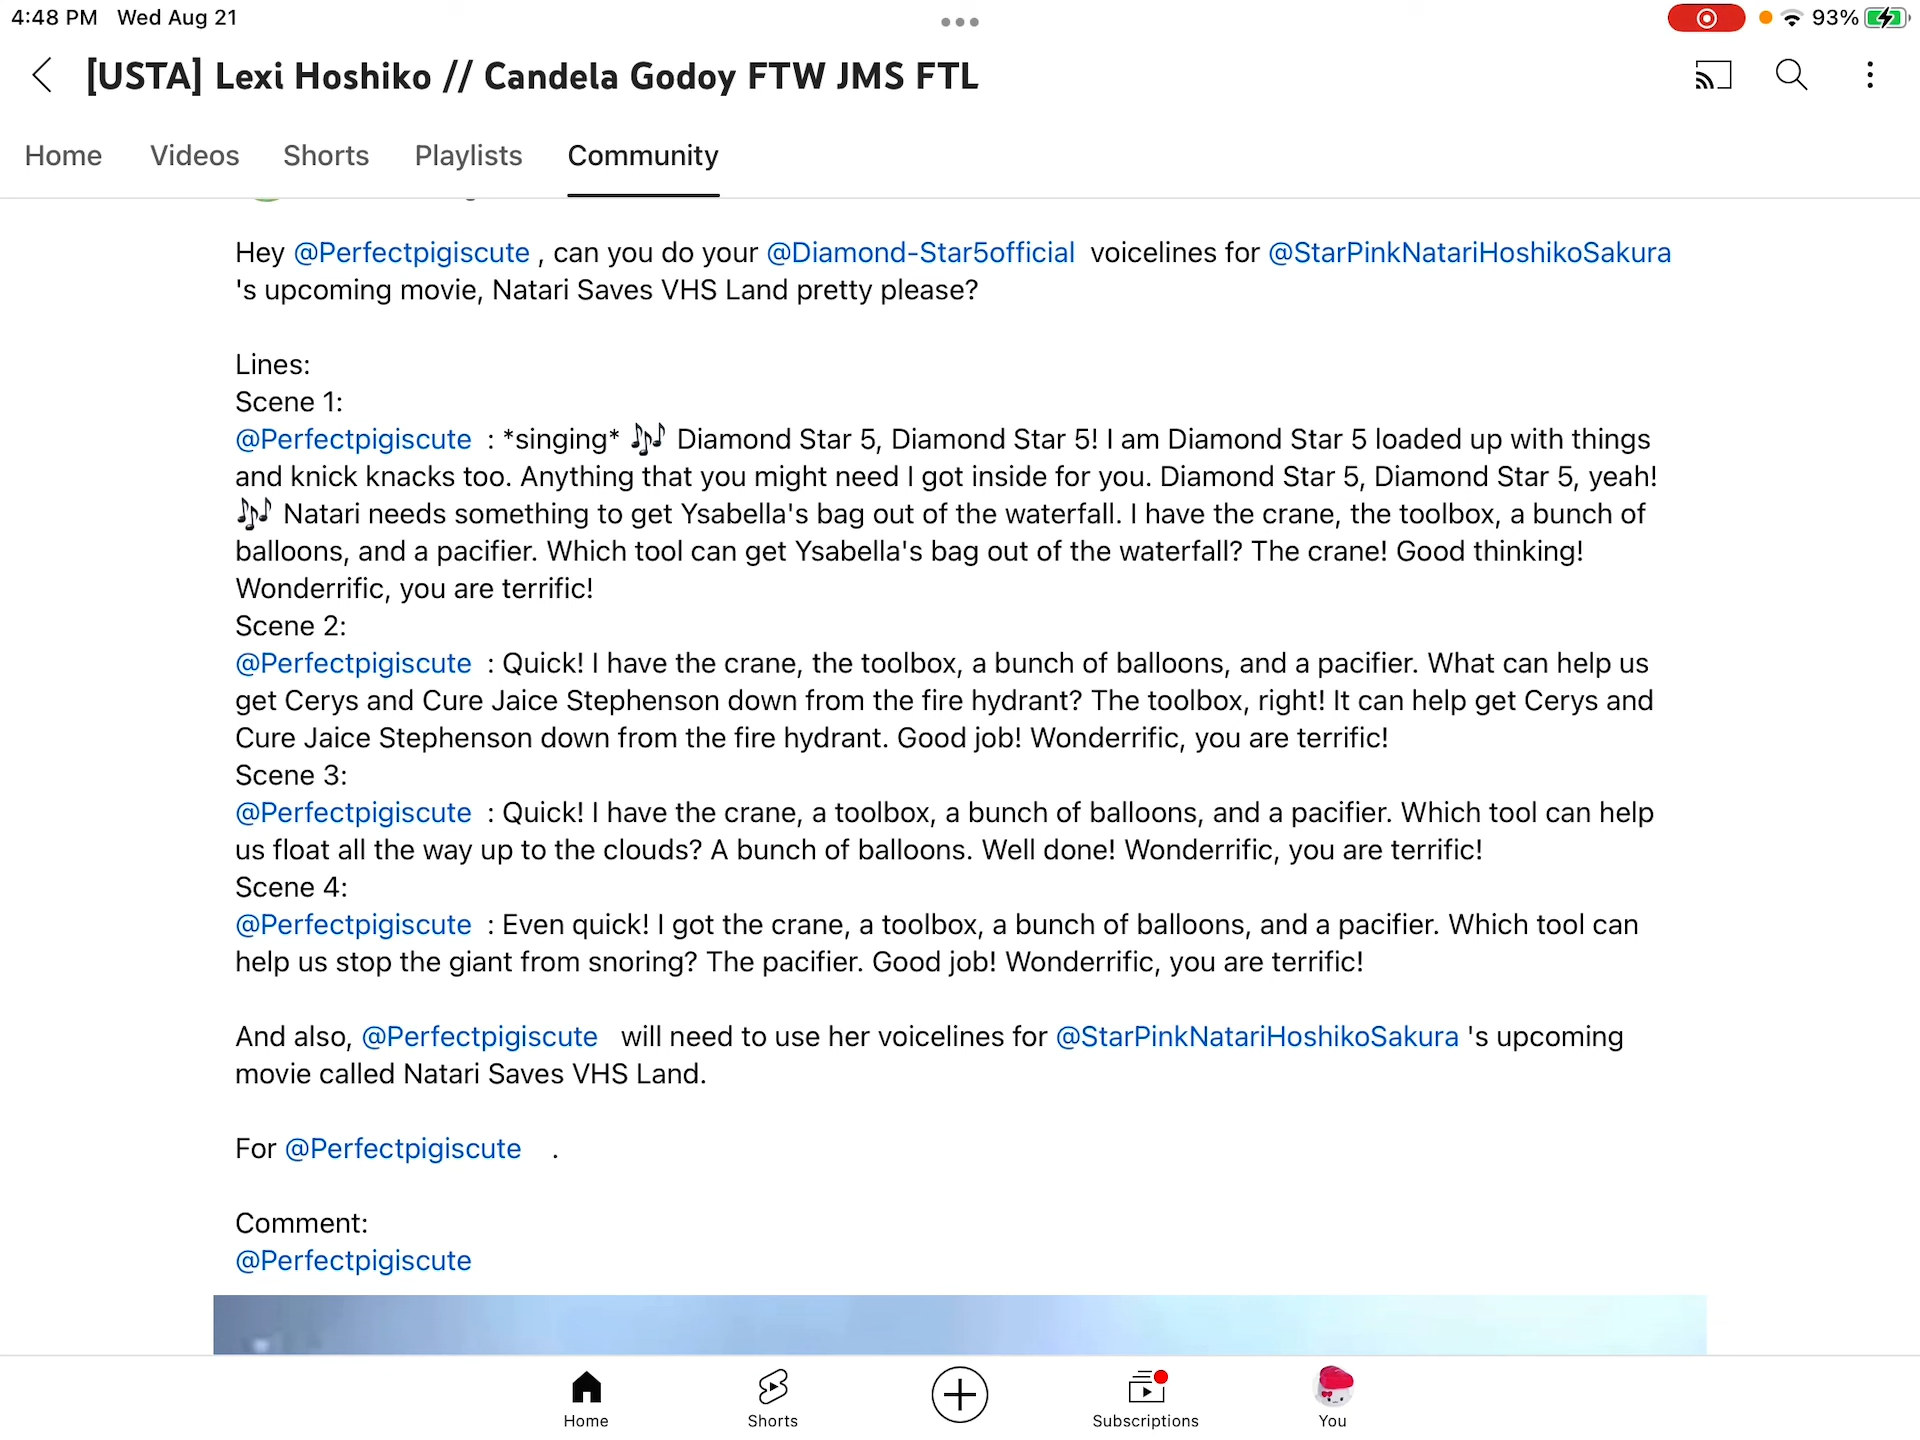 4:48 PM Wed Aug 21
93%
[USTA] Lexi Hoshiko // Candela Godoy FTW JMS FTL
Home Videos Shorts Playlists Community
Hey @Perfectpigiscute , can you do your @Diamond-Star5official voicelines for @StarPinkNatariHoshikoSakura
's upcoming movie, Natari Saves VHS Land pretty please?
Lines:
Scene 1:
@Perfectpigiscute : *singing* 🎶 Diamond Star 5, Diamond Star 5! I am Diamond Star 5 loaded up with things
and knick knacks too. Anything that you might need I got inside for you. Diamond Star 5, Diamond Star 5, yeah!
🎶 Natari needs something to get Ysabella's bag out of the waterfall. I have the crane, the toolbox, a bunch of
balloons, and a pacifier. Which tool can get Ysabella's bag out of the waterfall? The crane! Good thinking!
Wonderrific, you are terrific!
Scene 2:
@Perfectpigiscute : Quick! I have the crane, the toolbox, a bunch of balloons, and a pacifier. What can help us
get Cerys and Cure Jaice Stephenson down from the fire hydrant? The toolbox, right! It can help get Cerys and
Cure Jaice Stephenson down from the fire hydrant. Good job! Wonderrific, you are terrific!
Scene 3:
@Perfectpigiscute : Quick! I have the crane, a toolbox, a bunch of balloons, and a pacifier. Which tool can help
us float all the way up to the clouds? A bunch of balloons. Well done! Wonderrific, you are terrific!
Scene 4:
@Perfectpigiscute : Even quick! I got the crane, a toolbox, a bunch of balloons, and a pacifier. Which tool can
help us stop the giant from snoring? The pacifier. Good job! Wonderrific, you are terrific!
And also, @Perfectpigiscute will need to use her voicelines for @StarPinkNatariHoshikoSakura 's upcoming
movie called Natari Saves VHS Land.
For @Perfectpigiscute .
Comment:
@Perfectpigiscute
Home Shorts Subscriptions You